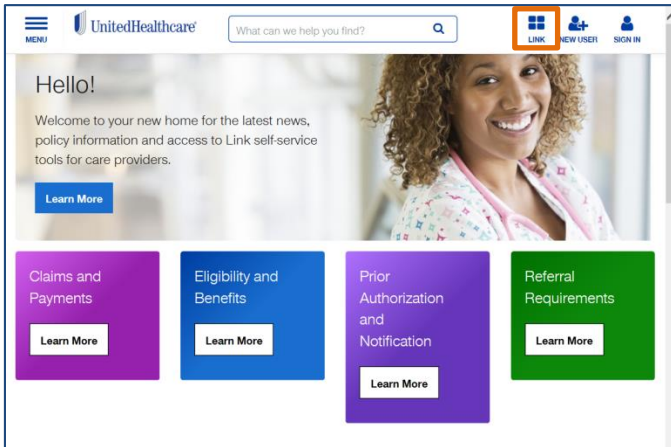 MENU
UnitedHealthcare®
What can we help you find?
LINK
NEW USER
SIGN IN
Hello!
Welcome to your new home for the latest news,
policy information and access to Link self-service
tools for care providers.
Learn More
Claims and
Payments
Learn More
Eligibility and
Benefits
Learn More
Prior
Authorization
and
Notification
Learn More
Referral
Requirements
Learn More